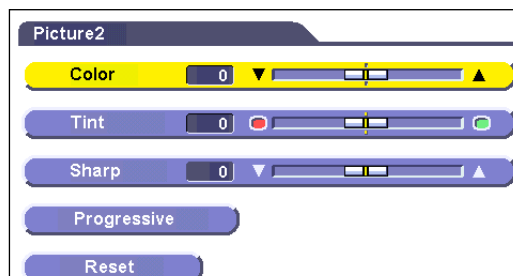 Picture2
Color 0
Tint 0
Sharp 0
Progressive
Reset